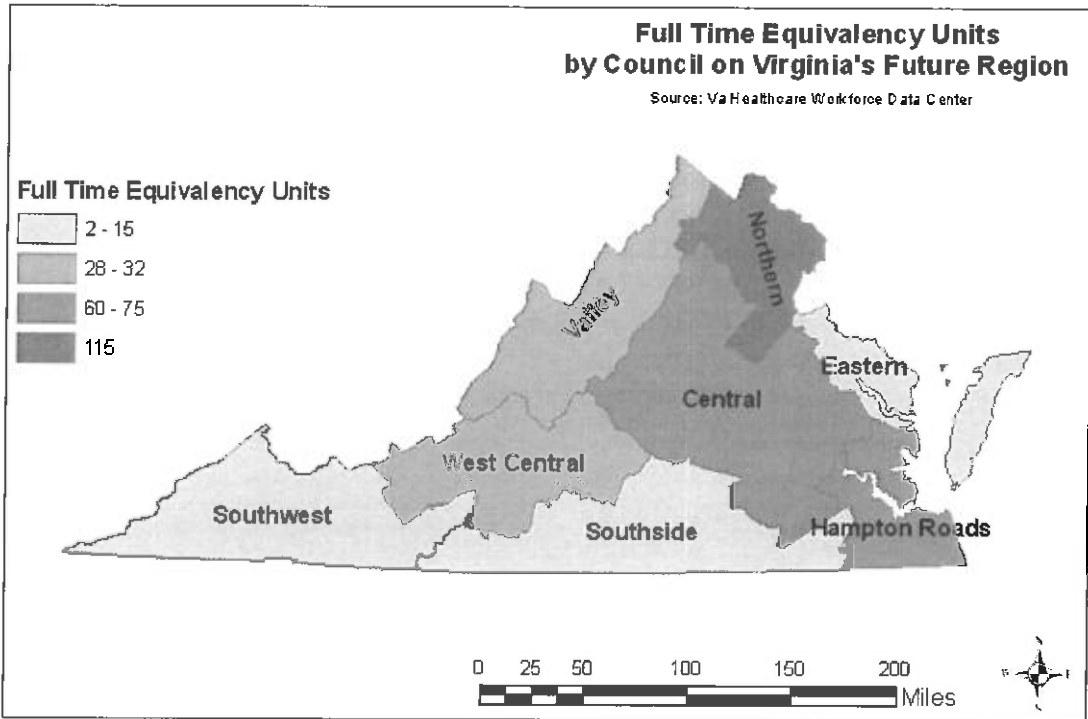 Full Time Equivalency Units
by Council on Virginia's Future Region
Source: Va Healthcare Workforce Data Center
Full Time Equivalency Units
2 - 15
28 - 32
60 - 75
115
Northern
Valley
Eastern
Central
West Central
Southwest
Southside
Hampton Roads
0 25 50 100 150 200
Miles